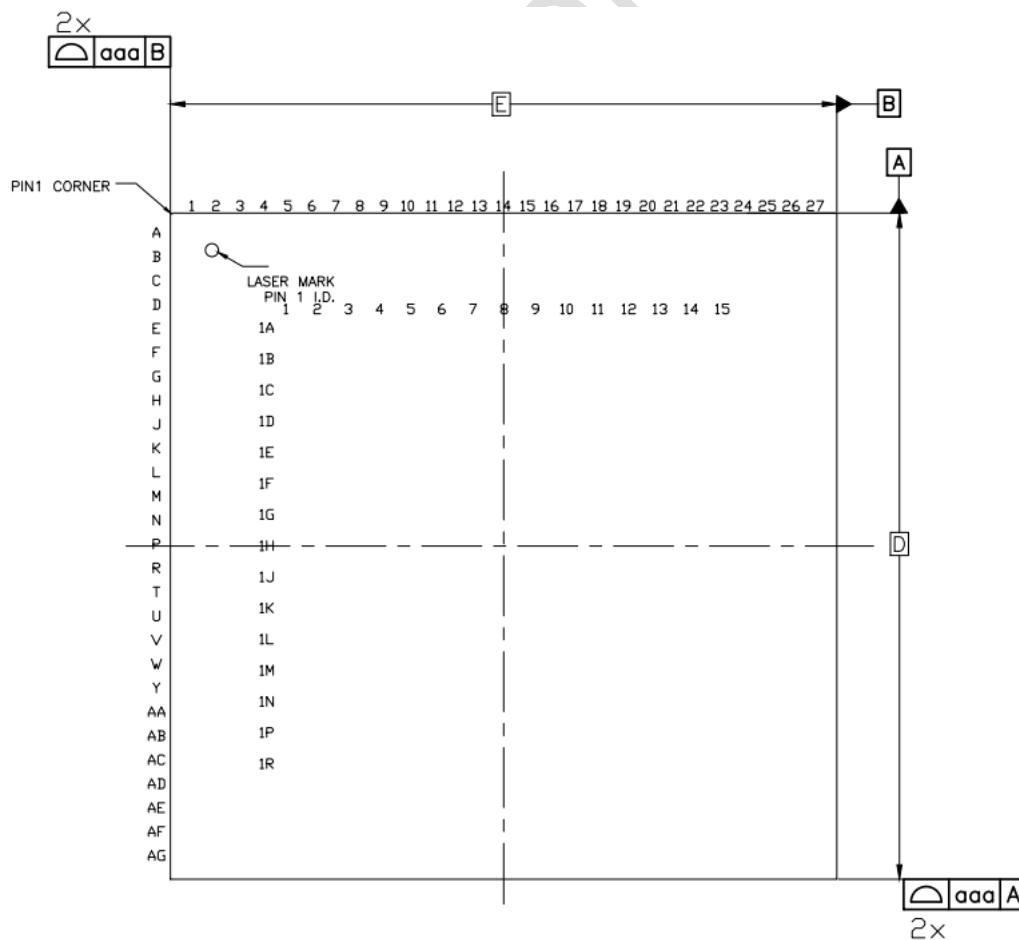 2x
aaa B
E
B
A
PIN1 CORNER
1 2 3 4 5 6 7 8 9 10 11 12 13 14 15 16 17 18 19 20 21 22 23 24 25 26 27
A
B
C
LASER MARK
PIN 1 I.D.
D
1 2 3 4 5 6 7 8 9 10 11 12 13 14 15
E
1A
F
1B
G
H
1C
J
1D
K
1E
L
M
1F
N
1G
P
1H
D
R
1J
T
U
1K
V
1L
W
1M
Y
1N
AA
AB
1P
AC
1R
AD
AE
AF
AG
aaa A
2x